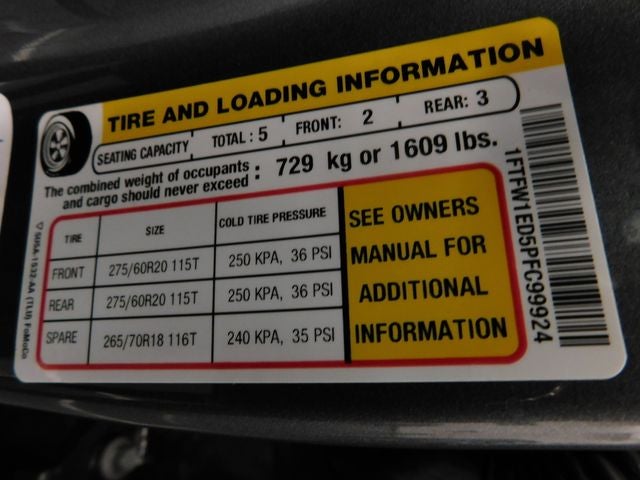 TIRE AND LOADING INFORMATION
SEATING CAPACITY TOTAL: 5 FRONT: 2 REAR: 3
The combined weight of occupants
and cargo should never exceed : 729 kg or 1609 lbs.
TIRE SIZE COLD TIRE PRESSURE
FRONT 275/60R20 115T 250 KPA, 36 PSI
REAR 275/60R20 115T 250 KPA, 36 PSI
SPARE 265/70R18 116T 240 KPA, 35 PSI
SEE OWNERS
MANUAL FOR
ADDITIONAL
INFORMATION
1FTFW1ED5PFC99924